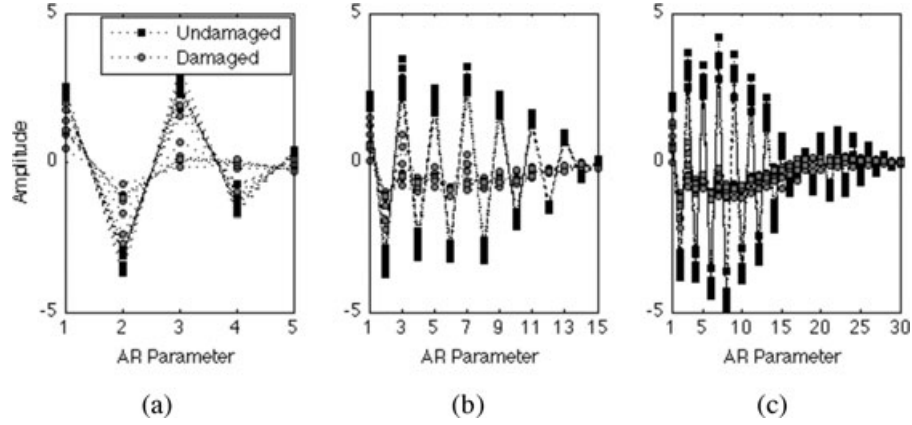 5
0
-5
Amplitude
Undamaged
Damaged
1 2 3 4 5
AR Parameter
(a)
5
0
-5
1 3 5 7 9 11 13 15
AR Parameter
(b)
5
0
-5
1 5 10 15 20 25 30
AR Parameter
(c)